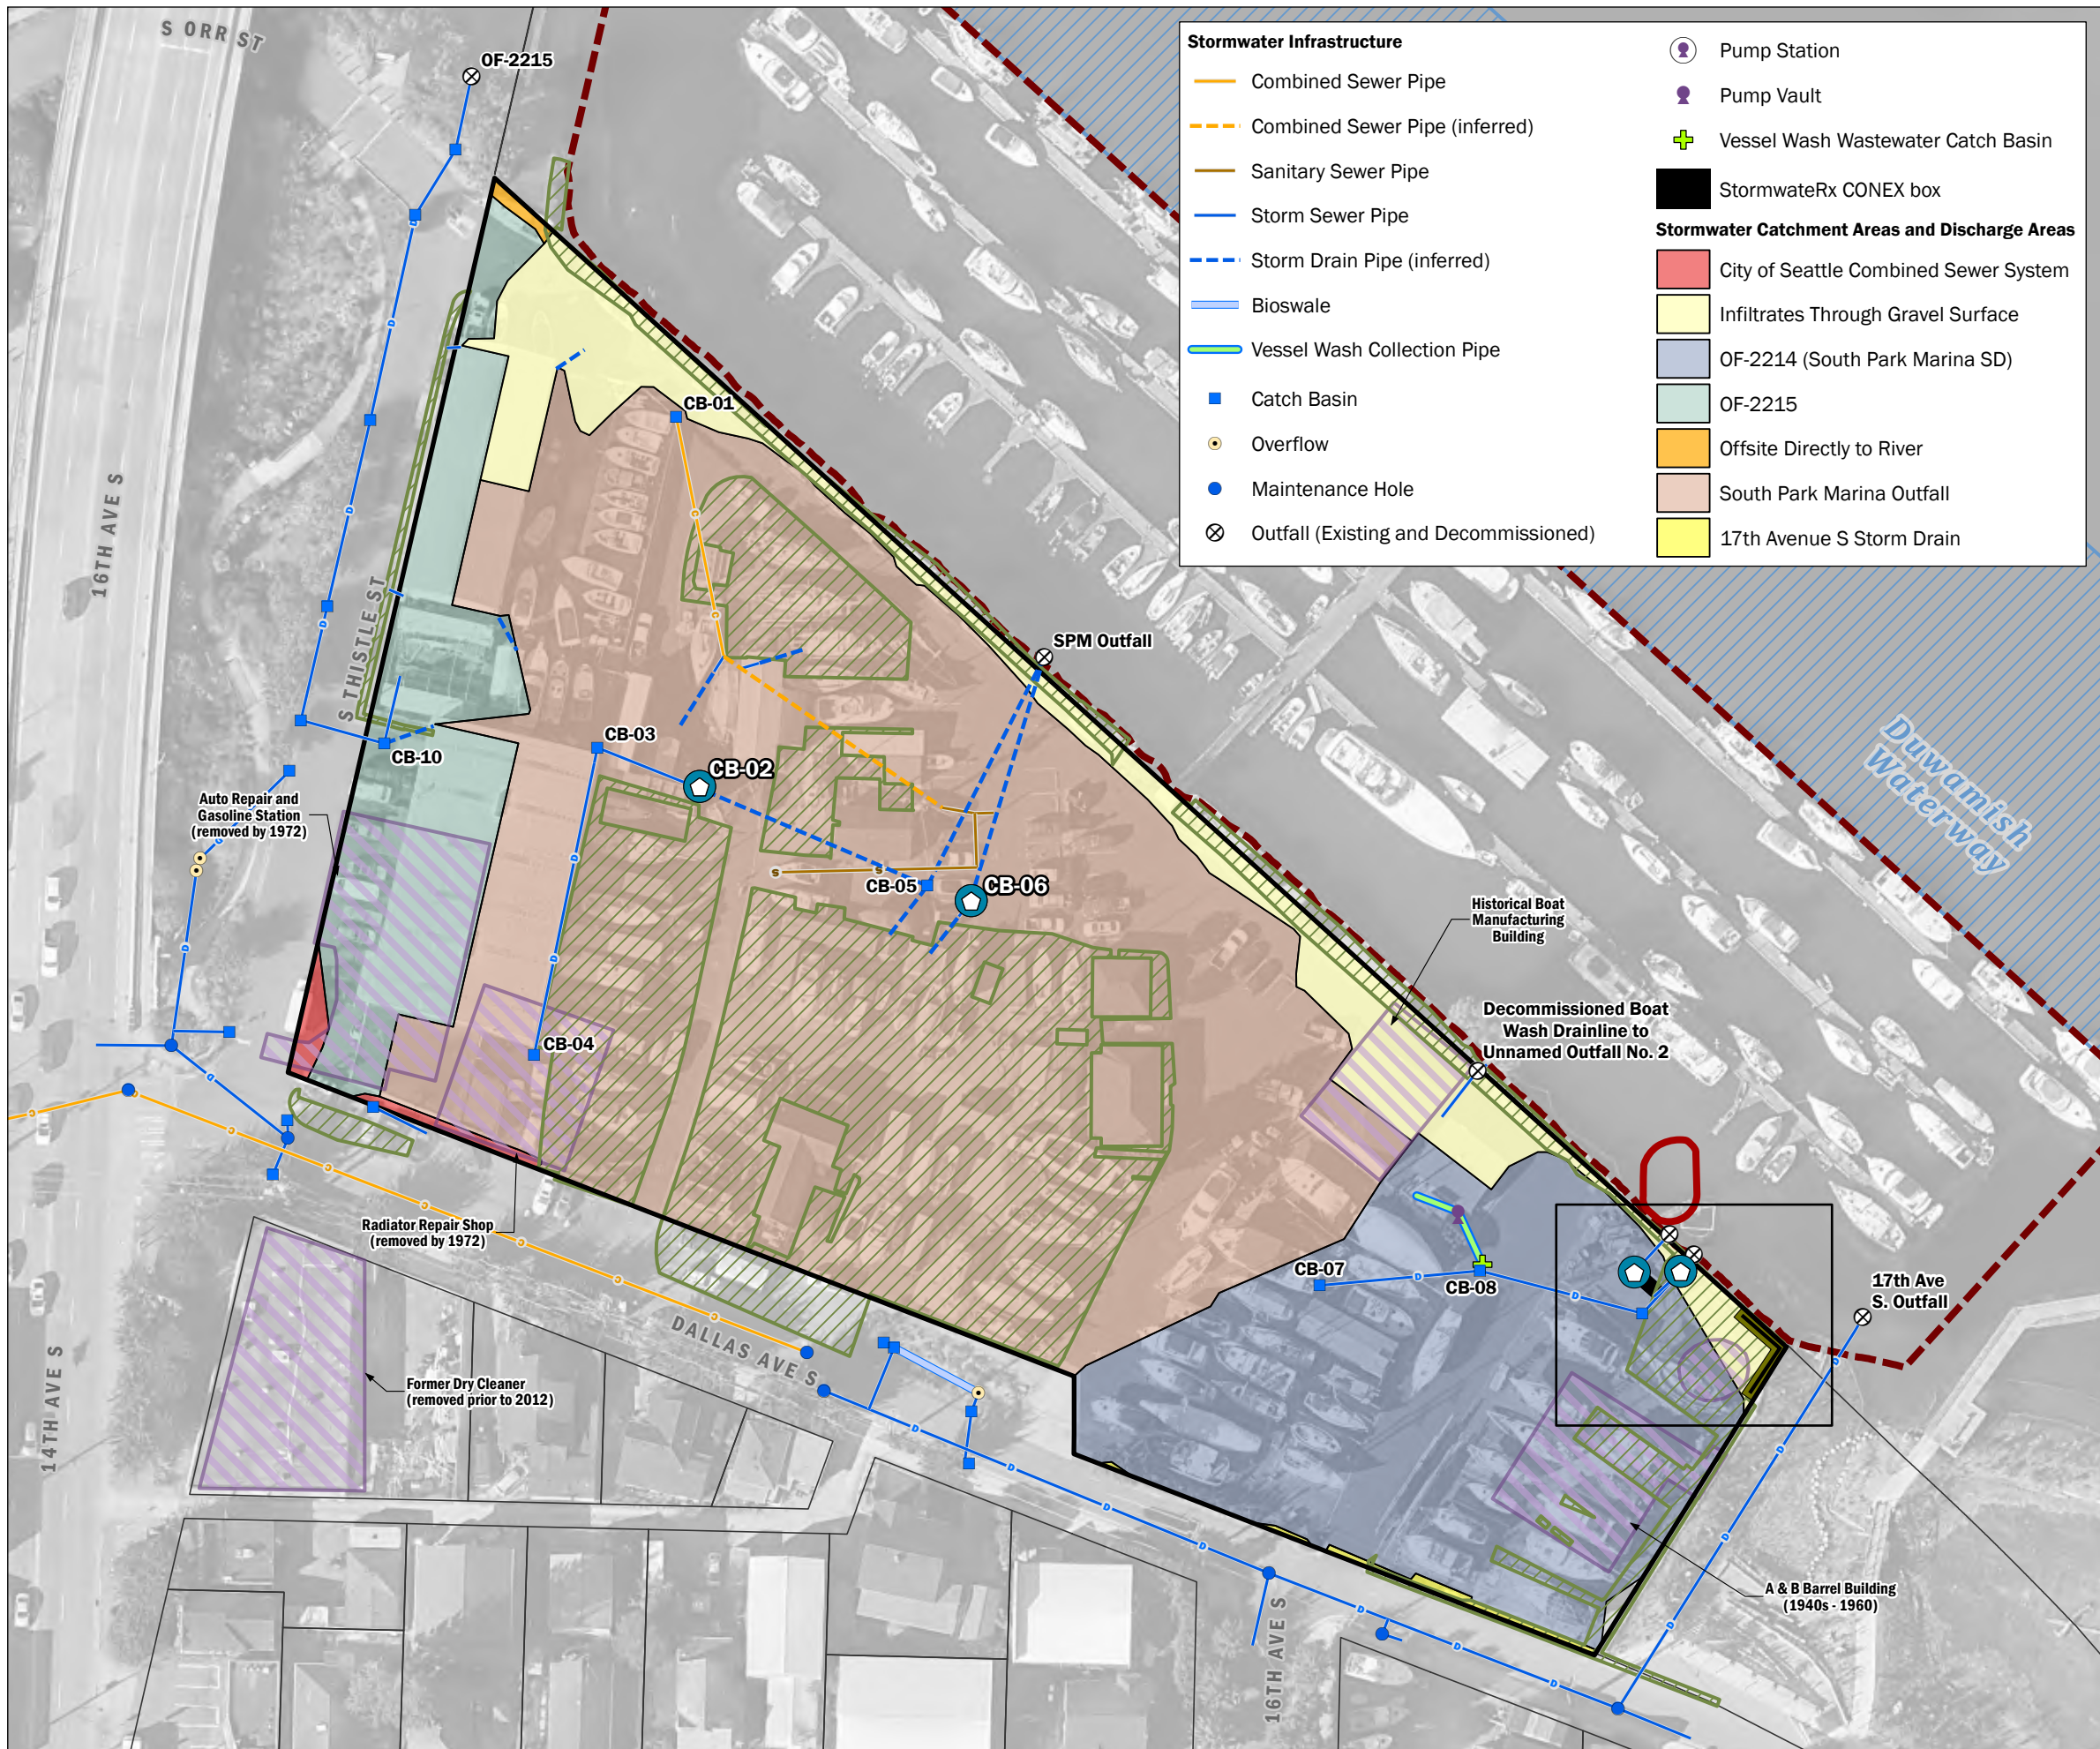 Stormwater Infrastructure
Combined Sewer Pipe
Combined Sewer Pipe (inferred)
Sanitary Sewer Pipe
Storm Sewer Pipe
Storm Drain Pipe (inferred)
Bioswale
Vessel Wash Collection Pipe
Catch Basin
Overflow
Maintenance Hole
Outfall (Existing and Decommissioned)
Pump Station
Pump Vault
Vessel Wash Wastewater Catch Basin
StormwateRx CONEX box
Stormwater Catchment Areas and Discharge Areas
City of Seattle Combined Sewer System
Infiltrates Through Gravel Surface
OF-2214 (South Park Marina SD)
OF-2215
Offsite Directly to River
South Park Marina Outfall
17th Avenue S Storm Drain
S ORR ST
OF-2215
16TH AVE S
S THISTLE ST
CB-01
SPM Outfall
CB-03
CB-02
CB-10
Auto Repair and
Gasoline Station
(removed by 1972)
CB-05
CB-06
Duwamish
Waterway
Historical Boat
Manufacturing
Building
Decommissioned Boat
Wash Drainline to
Unnamed Outfall No. 2
CB-04
Radiator Repair Shop
(removed by 1972)
CB-07
CB-08
17th Ave
S. Outfall
DALLAS AVE S
Former Dry Cleaner
(removed prior to 2012)
14TH AVE S
16TH AVE S
A & B Barrel Building
(1940s - 1960)